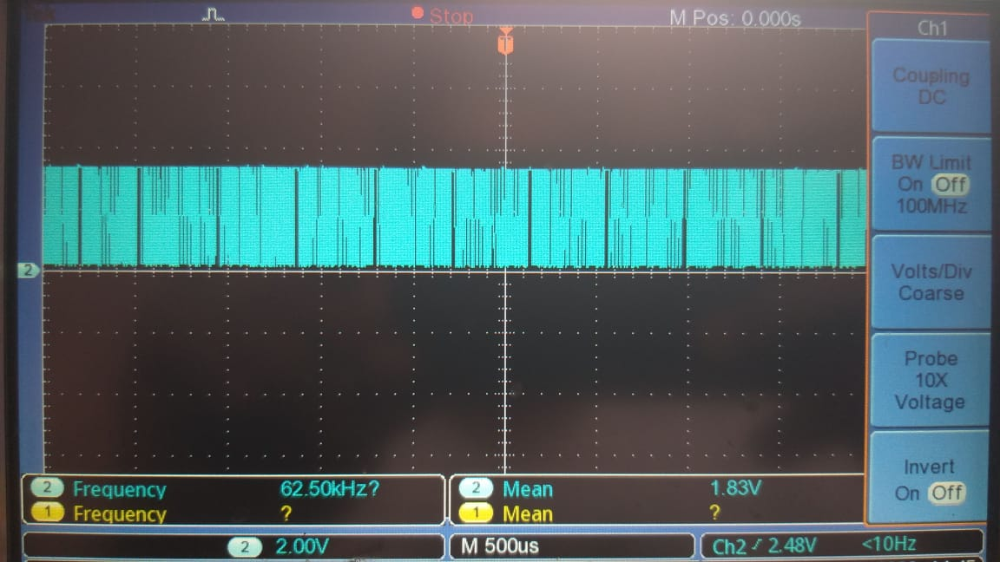 Stop M Pos: 0.000s
T
Ch1
Coupling
DC
BW Limit
On Off
100MHz
Volts/Div
Coarse
Probe
10X
Voltage
Invert
On Off
2
2 Frequency 62.50kHz?
1 Frequency ?
2 Mean 1.83V
1 Mean ?
2 2.00V
M 500us
Ch2 2.48V <10Hz